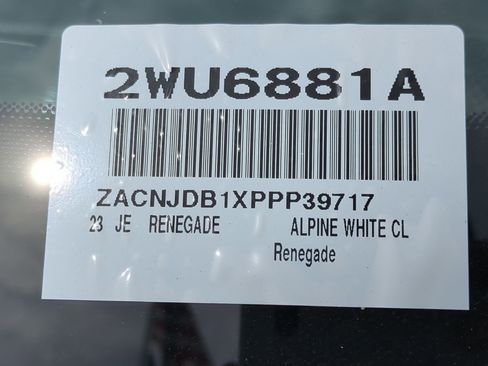 2WU6881A
ZACNJDB1XPPP39717
23 JE RENEGADE ALPINE WHITE CL
Renegade